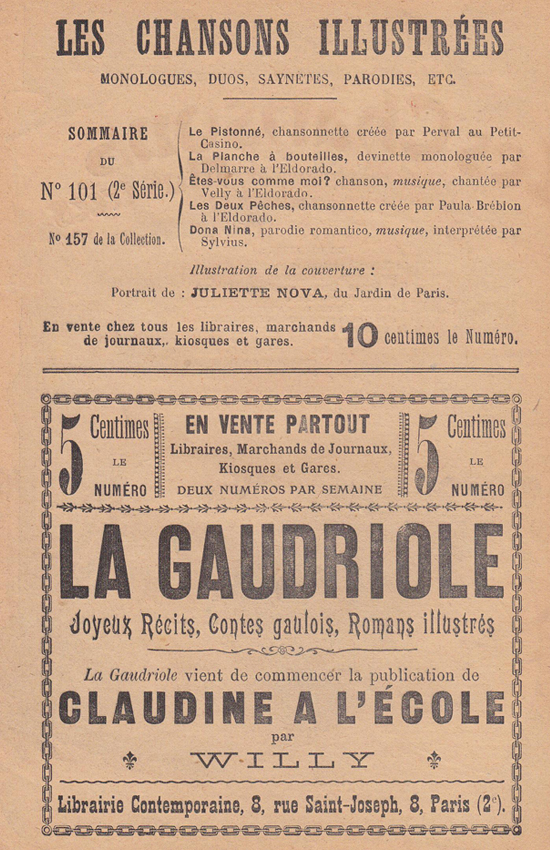 LES CHANSONS ILLUSTRÉES
MONOLOGUES, DUOS, SAYNETES, PARODIES, ETC.
SOMMAIRE
DU
No 101 (2e Série.)
No 157 de la Collection.
Le Pistonné, chansonnette créée par Perval au Petit-
Casino.
La Planche à bouteilles, devinette monologuée par
Delmarre à l'Eldorado.
Êtes-vous comme moi? chanson, musique, chantée par
Velly à l'Eldorado.
Les Deux Pêches, chansonnette créée par Paula Brébion
à l'Eldorado.
Dona Nina, parodie romantico, musique, interprétée par
Sylvius.
Illustration de la couverture :
Portrait de : JULIETTE NOVA, du Jardin de Paris.
En vente chez tous les libraires, marchands
de journaux, kiosques et gares.
10 centimes le Numéro.
5 Centimes
LE
NUMÉRO
EN VENTE PARTOUT
Libraires, Marchands de Journaux,
Kiosques et Gares.
DEUX NUMÉROS PAR SEMAINE
5 Centimes
LE
NUMÉRO
LA GAUDRIOLE
Joyeux Récits, Contes gaulois, Romans illustrés
La Gaudriole vient de commencer la publication de
CLAUDINE A L'ÉCOLE
par
WILLY
Librairie Contemporaine, 8, rue Saint-Joseph, 8, Paris (2e).